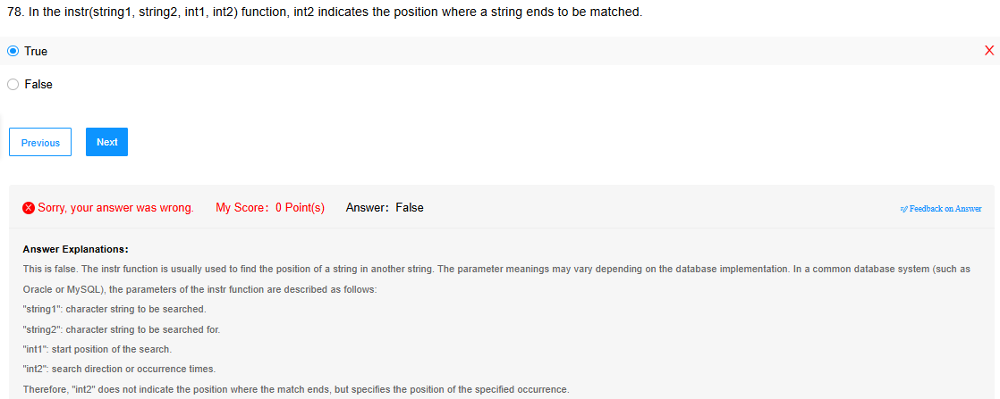 78. In the instr(string1, string2, int1, int2) function, int2 indicates the position where a string ends to be matched.
True
X
False
Previous
Next
Sorry, your answer was wrong. My Score: 0 Point(s) Answer: False
Feedback on Answer
Answer Explanations:
This is false. The instr function is usually used to find the position of a string in another string. The parameter meanings may vary depending on the database implementation. In a common database system (such as
Oracle or MySQL), the parameters of the instr function are described as follows:
"string1": character string to be searched.
"string2": character string to be searched for.
"int1": start position of the search.
"int2": search direction or occurrence times.
Therefore, "int2" does not indicate the position where the match ends, but specifies the position of the specified occurrence.